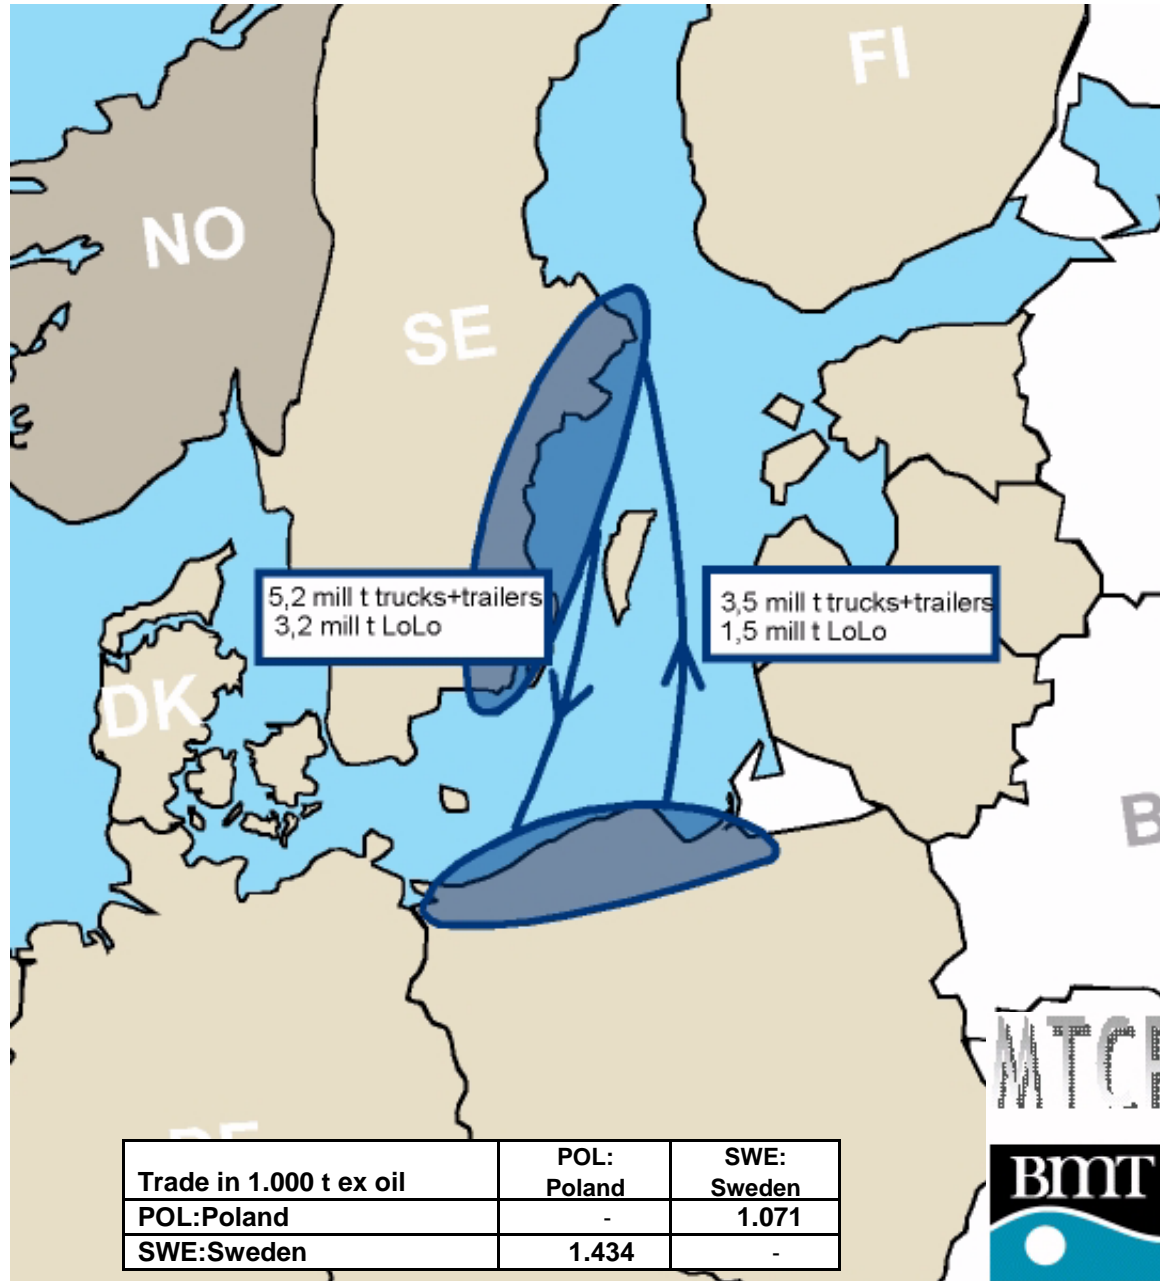 FI
NO
SE
5,2 mill t trucks+trailers
3,2 mill t LoLo
3,5 mill t trucks+trailers
1,5 mill t LoLo
DK
B
MTCF
BMT
Trade in 1.000 t ex oil POL: Poland SWE: Sweden
POL:Poland - 1.071
SWE:Sweden 1.434 -